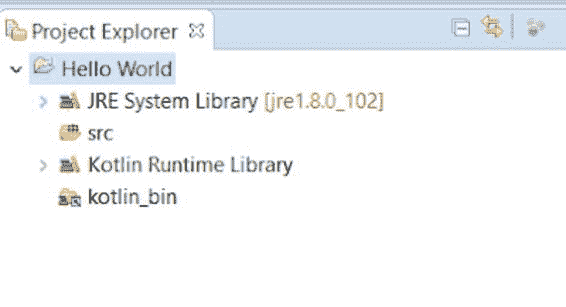 Project Explorer
Hello World
JRE System Library [jre1.8.0_102]
src
Kotlin Runtime Library
kotlin_bin